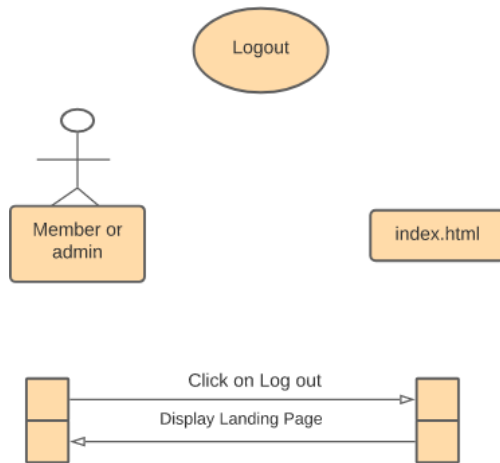 Logout
Member or
admin
index.html
Click on Log out
Display Landing Page